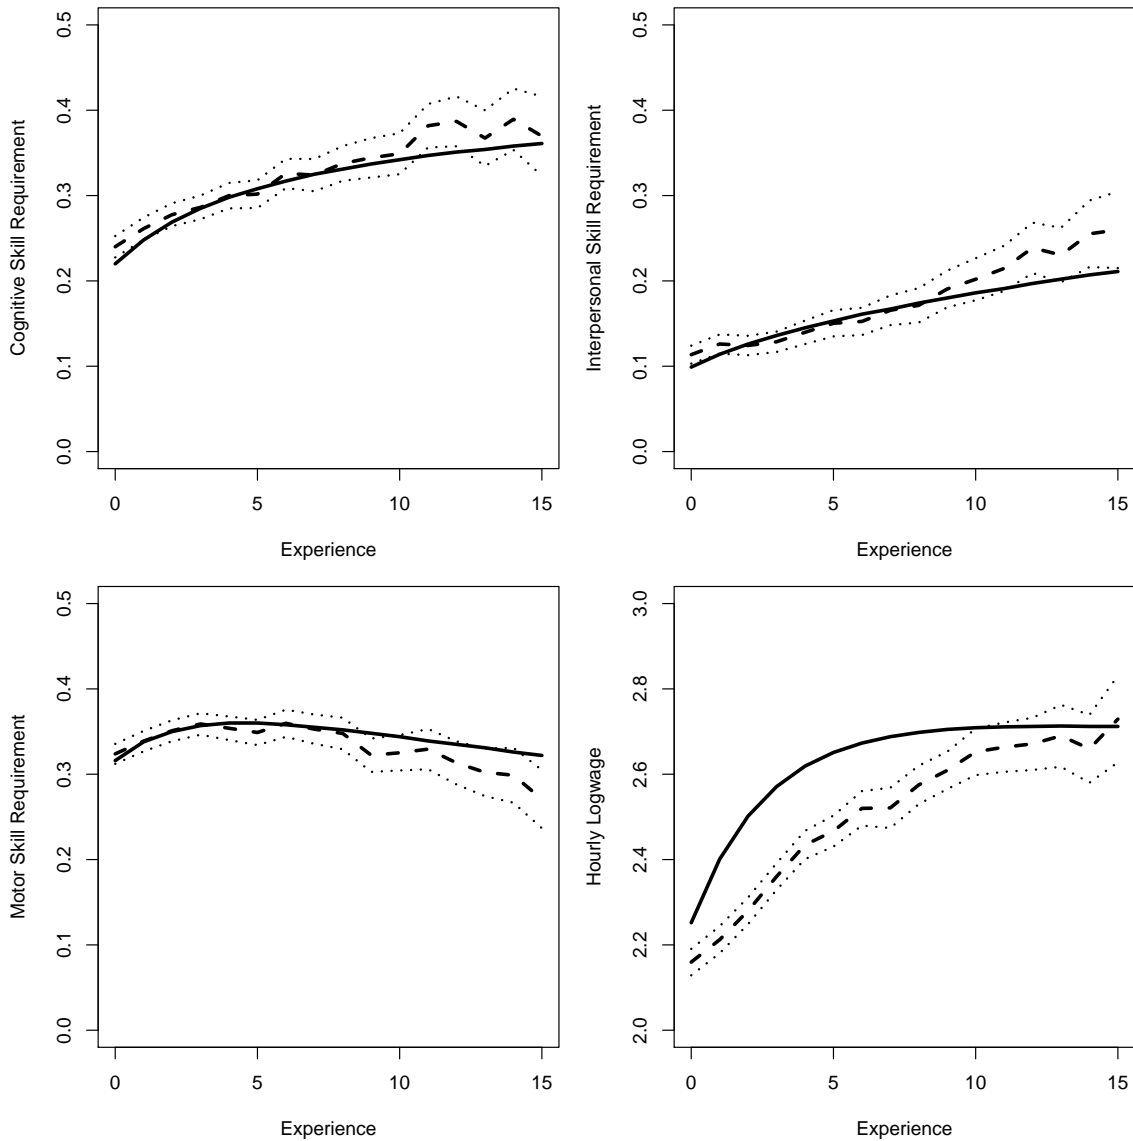 Cognitive Skill Requirement
0.5
0.4
0.3
0.2
0.1
0.0
0 5 10 15
Experience
Interpersonal Skill Requirement
0.5
0.4
0.3
0.2
0.1
0.0
0 5 10 15
Experience
Motor Skill Requirement
0.5
0.4
0.3
0.2
0.1
0.0
0 5 10 15
Experience
Hourly Logwage
3.0
2.8
2.6
2.4
2.2
2.0
0 5 10 15
Experience